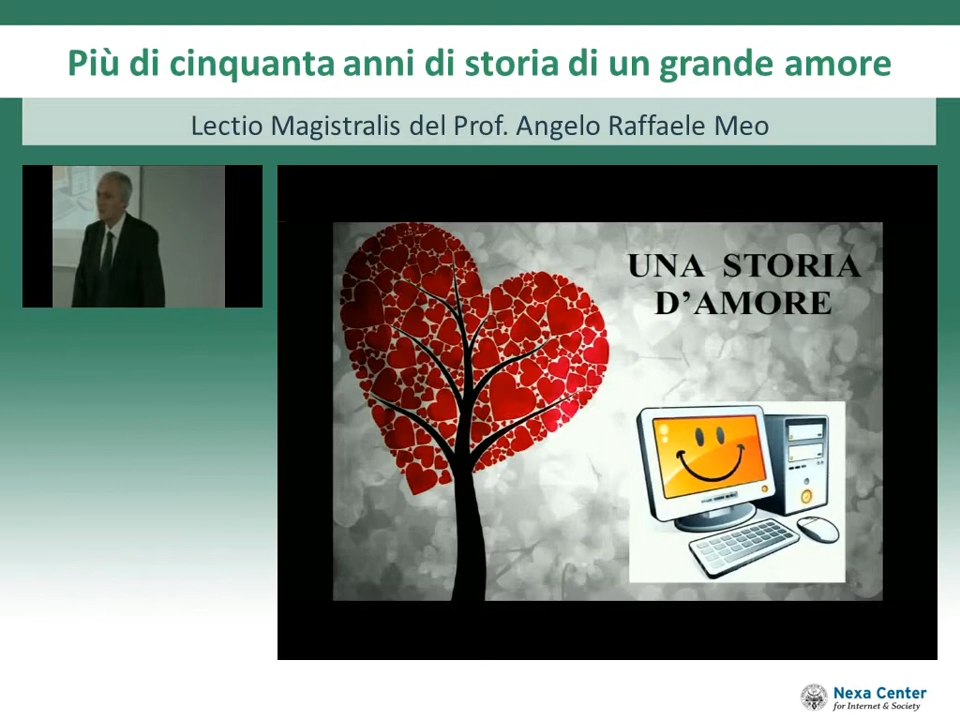 Più di cinquanta anni di storia di un grande amore
Lectio Magistralis del Prof. Angelo Raffaele Meo
UNA STORIA
D'AMORE
Nexa Center
for Internet & Society